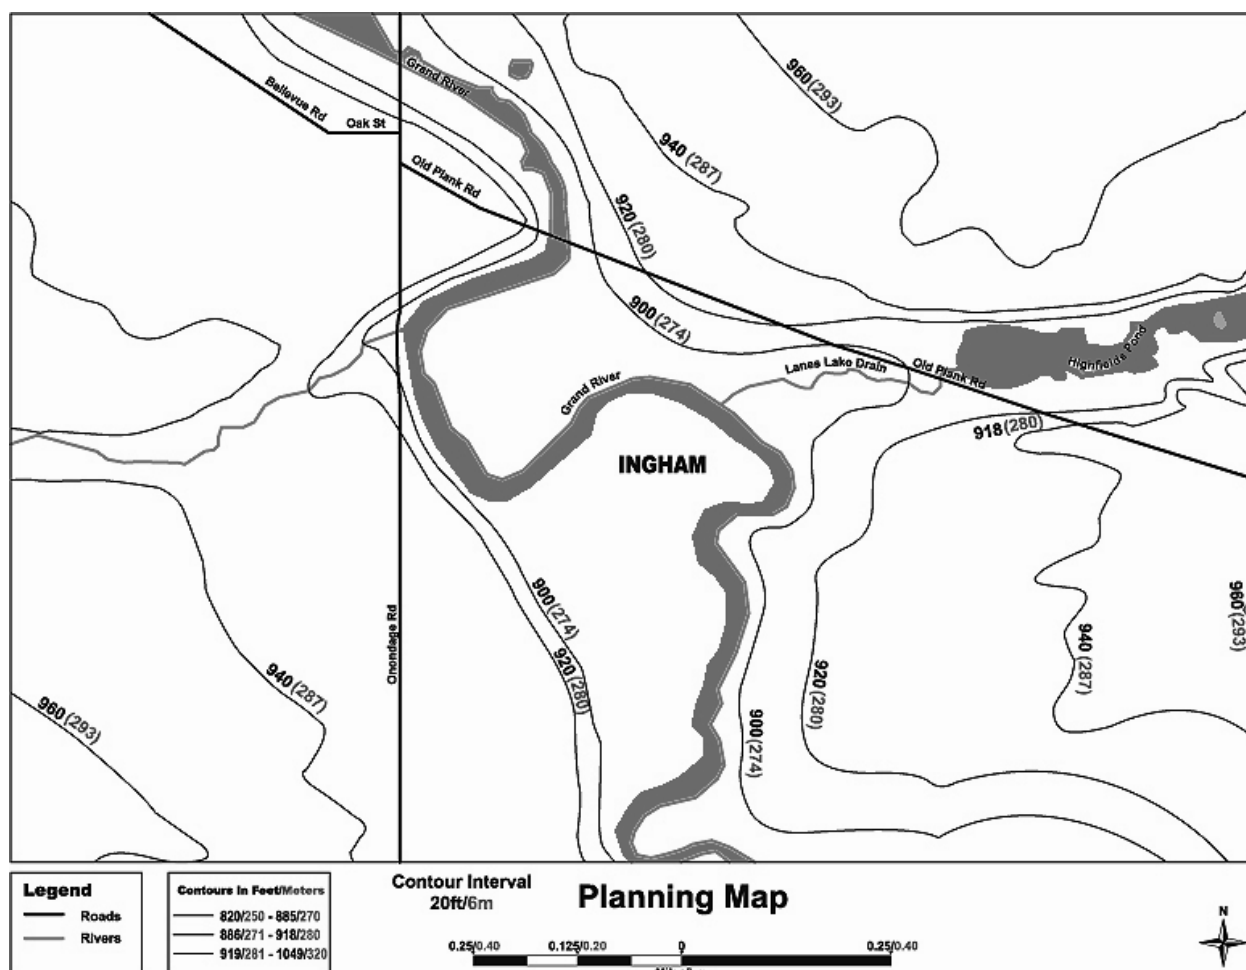 Grand River
960 (293)
Bellevue Rd
Oak St
940 (287)
Old Plank Rd
920 (280)
900 (274)
Highfields Pond
Lanes Lake Drain
Old Plank Rd
Grand River
918 (280)
INGHAM
900 (274)
960 (293)
Onondage Rd
940 (287)
920 (280)
920 (280)
940 (287)
960 (293)
900 (274)
Legend
Roads
Rivers
Contours In Feet/Meters
820/250 - 885/270
886/271 - 918/280
919/281 - 1049/320
Contour Interval
20ft/6m
Planning Map
0.25/0.40 0.125/0.20 0 0.25/0.40
N